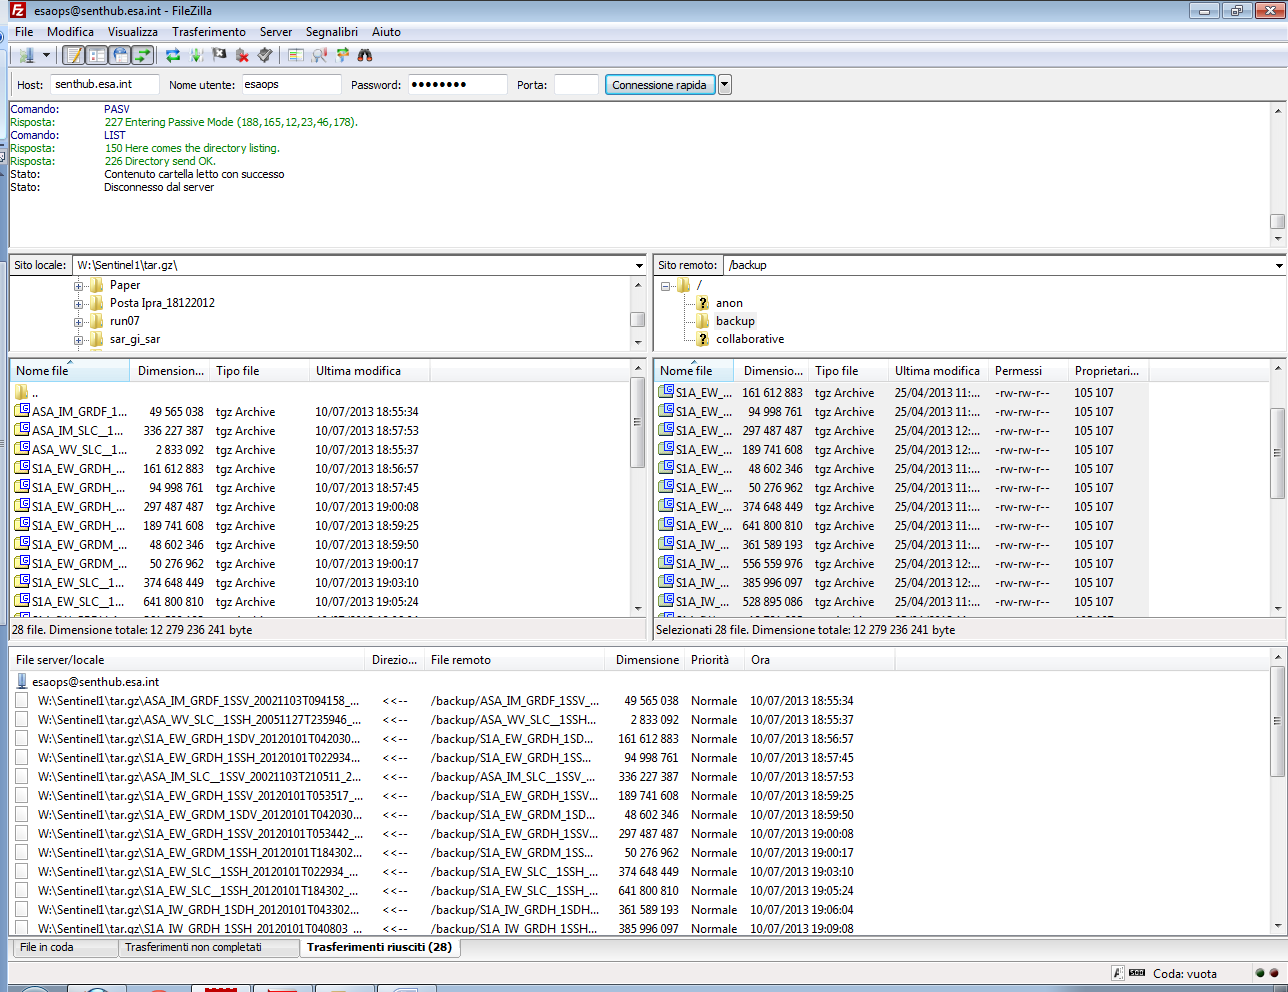 esaops@senthub.esa.int - FileZilla
File Modifica Visualizza Trasferimento Server Segnalibri Aiuto
Host: senthub.esa.int Nome utente: esaops Password: ●●●●●●●● Porta: Connessione rapida
Comando: PASV
Risposta: 227 Entering Passive Mode (188,165,12,23,46,178).
Comando: LIST
Risposta: 150 Here comes the directory listing.
Risposta: 226 Directory send OK.
Stato: Contenuto cartella letto con successo
Stato: Disconnesso dal server
Sito locale: W:\Sentinel1\tar.gz\
Paper
Posta Ipra_18122012
run07
sar_gi_sar
Sito remoto: /backup
/
anon
backup
collaborative
Nome file Dimension... Tipo file Ultima modifica
..
ASA_IM_GRDF_1... 49 565 038 tgz Archive 10/07/2013 18:55:34
ASA_IM_SLC__1... 336 227 387 tgz Archive 10/07/2013 18:57:53
ASA_WV_SLC__1... 2 833 092 tgz Archive 10/07/2013 18:55:37
S1A_EW_GRDH_... 161 612 883 tgz Archive 10/07/2013 18:56:57
S1A_EW_GRDH_... 94 998 761 tgz Archive 10/07/2013 18:57:45
S1A_EW_GRDH_... 297 487 487 tgz Archive 10/07/2013 19:00:08
S1A_EW_GRDH_... 189 741 608 tgz Archive 10/07/2013 18:59:25
S1A_EW_GRDM_... 48 602 346 tgz Archive 10/07/2013 18:59:50
S1A_EW_GRDM_... 50 276 962 tgz Archive 10/07/2013 19:00:17
S1A_EW_SLC__1... 374 648 449 tgz Archive 10/07/2013 19:03:10
S1A_EW_SLC__1... 641 800 810 tgz Archive 10/07/2013 19:05:24
28 file. Dimensione totale: 12 279 236 241 byte
Nome file Dimensio... Tipo file Ultima modifica Permessi Proprietari...
S1A_EW_... 161 612 883 tgz Archive 25/04/2013 11:... -rw-rw-r-- 105 107
S1A_EW_... 94 998 761 tgz Archive 25/04/2013 11:... -rw-rw-r-- 105 107
S1A_EW_... 297 487 487 tgz Archive 25/04/2013 12:... -rw-rw-r-- 105 107
S1A_EW_... 189 741 608 tgz Archive 25/04/2013 12:... -rw-rw-r-- 105 107
S1A_EW_... 48 602 346 tgz Archive 25/04/2013 11:... -rw-rw-r-- 105 107
S1A_EW_... 50 276 962 tgz Archive 25/04/2013 11:... -rw-rw-r-- 105 107
S1A_EW_... 374 648 449 tgz Archive 25/04/2013 11:... -rw-rw-r-- 105 107
S1A_EW_... 641 800 810 tgz Archive 25/04/2013 11:... -rw-rw-r-- 105 107
S1A_IW_... 361 589 193 tgz Archive 25/04/2013 11:... -rw-rw-r-- 105 107
S1A_IW_... 556 559 976 tgz Archive 25/04/2013 12:... -rw-rw-r-- 105 107
S1A_IW_... 385 996 097 tgz Archive 25/04/2013 12:... -rw-rw-r-- 105 107
S1A_IW_... 528 895 086 tgz Archive 25/04/2013 11:... -rw-rw-r-- 105 107
Selezionati 28 file. Dimensione totale: 12 279 236 241 byte
File server/locale Direzio... File remoto Dimensione Priorità Ora
esaops@senthub.esa.int
W:\Sentinel1\tar.gz\ASA_IM_GRDF_1SSV_20021103T094158_... <<-- /backup/ASA_IM_GRDF_1SSV_... 49 565 038 Normale 10/07/2013 18:55:34
W:\Sentinel1\tar.gz\ASA_WV_SLC__1SSH_20051127T235946_... <<-- /backup/ASA_WV_SLC__1SSH... 2 833 092 Normale 10/07/2013 18:55:37
W:\Sentinel1\tar.gz\S1A_EW_GRDH_1SDV_20120101T042030... <<-- /backup/S1A_EW_GRDH_1SD... 161 612 883 Normale 10/07/2013 18:56:57
W:\Sentinel1\tar.gz\S1A_EW_GRDH_1SSH_20120101T022934... <<-- /backup/S1A_EW_GRDH_1SS... 94 998 761 Normale 10/07/2013 18:57:45
W:\Sentinel1\tar.gz\ASA_IM_SLC__1SSV_20021103T210511_2... <<-- /backup/ASA_IM_SLC__1SSV_... 336 227 387 Normale 10/07/2013 18:57:53
W:\Sentinel1\tar.gz\S1A_EW_GRDH_1SSV_20120101T053517_... <<-- /backup/S1A_EW_GRDH_1SSV... 189 741 608 Normale 10/07/2013 18:59:25
W:\Sentinel1\tar.gz\S1A_EW_GRDM_1SDV_20120101T042030... <<-- /backup/S1A_EW_GRDM_1SD... 48 602 346 Normale 10/07/2013 18:59:50
W:\Sentinel1\tar.gz\S1A_EW_GRDH_1SSV_20120101T053442_... <<-- /backup/S1A_EW_GRDH_1SSV... 297 487 487 Normale 10/07/2013 19:00:08
W:\Sentinel1\tar.gz\S1A_EW_GRDM_1SSH_20120101T184302... <<-- /backup/S1A_EW_GRDM_1SS... 50 276 962 Normale 10/07/2013 19:00:17
W:\Sentinel1\tar.gz\S1A_EW_SLC__1SSH_20120101T022934_... <<-- /backup/S1A_EW_SLC__1SSH_... 374 648 449 Normale 10/07/2013 19:03:10
W:\Sentinel1\tar.gz\S1A_EW_SLC__1SSH_20120101T184302_... <<-- /backup/S1A_EW_SLC__1SSH_... 641 800 810 Normale 10/07/2013 19:05:24
W:\Sentinel1\tar.gz\S1A_IW_GRDH_1SDH_20120101T043302... <<-- /backup/S1A_IW_GRDH_1SDH... 361 589 193 Normale 10/07/2013 19:06:04
W:\Sentinel1\tar.gz\S1A_IW_GRDH_1SSH_20120101T040803_... <<-- /backup/S1A_IW_GRDH_1SSH... 385 996 097 Normale 10/07/2013 19:09:08
File in coda Trasferimenti non completati Trasferimenti riusciti (28)
Coda: vuota